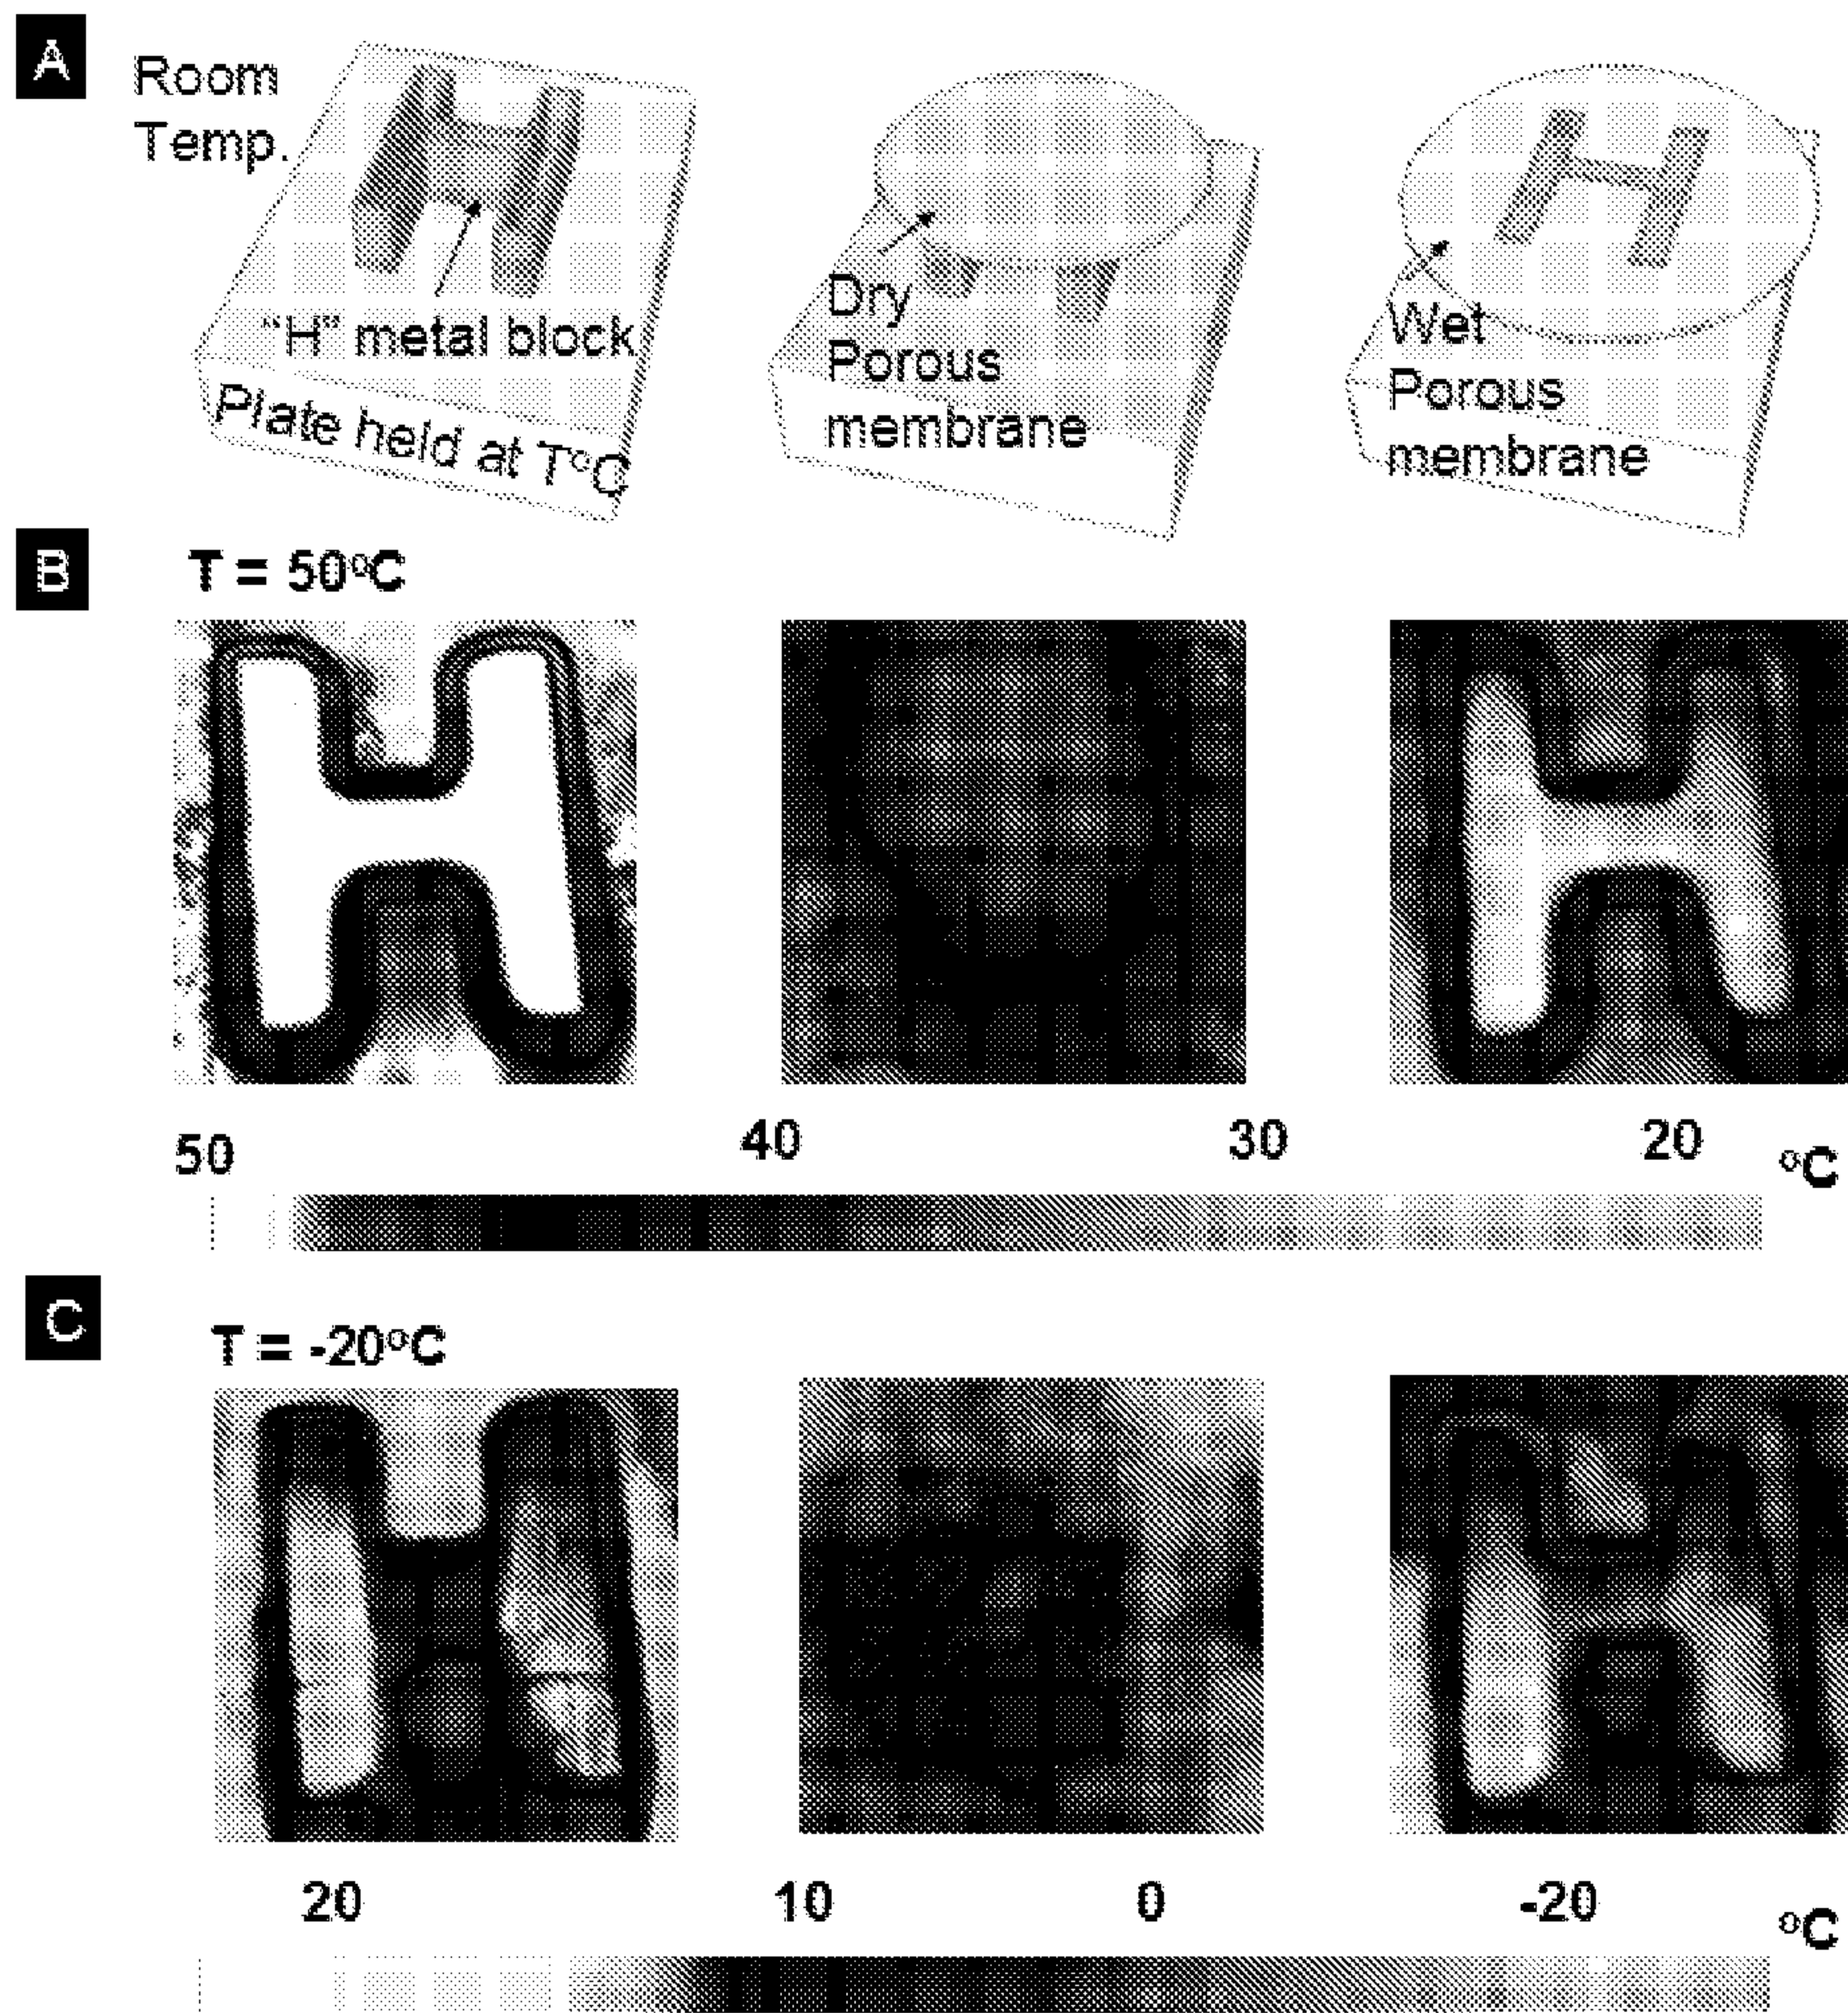 A
Room
Temp.
"H" metal block
Plate held at T°C
Dry
Porous
membrane
Wet
Porous
membrane
B
T = 50°C
50 40 30 20 °C
C
T = -20°C
20 10 0 -20 °C